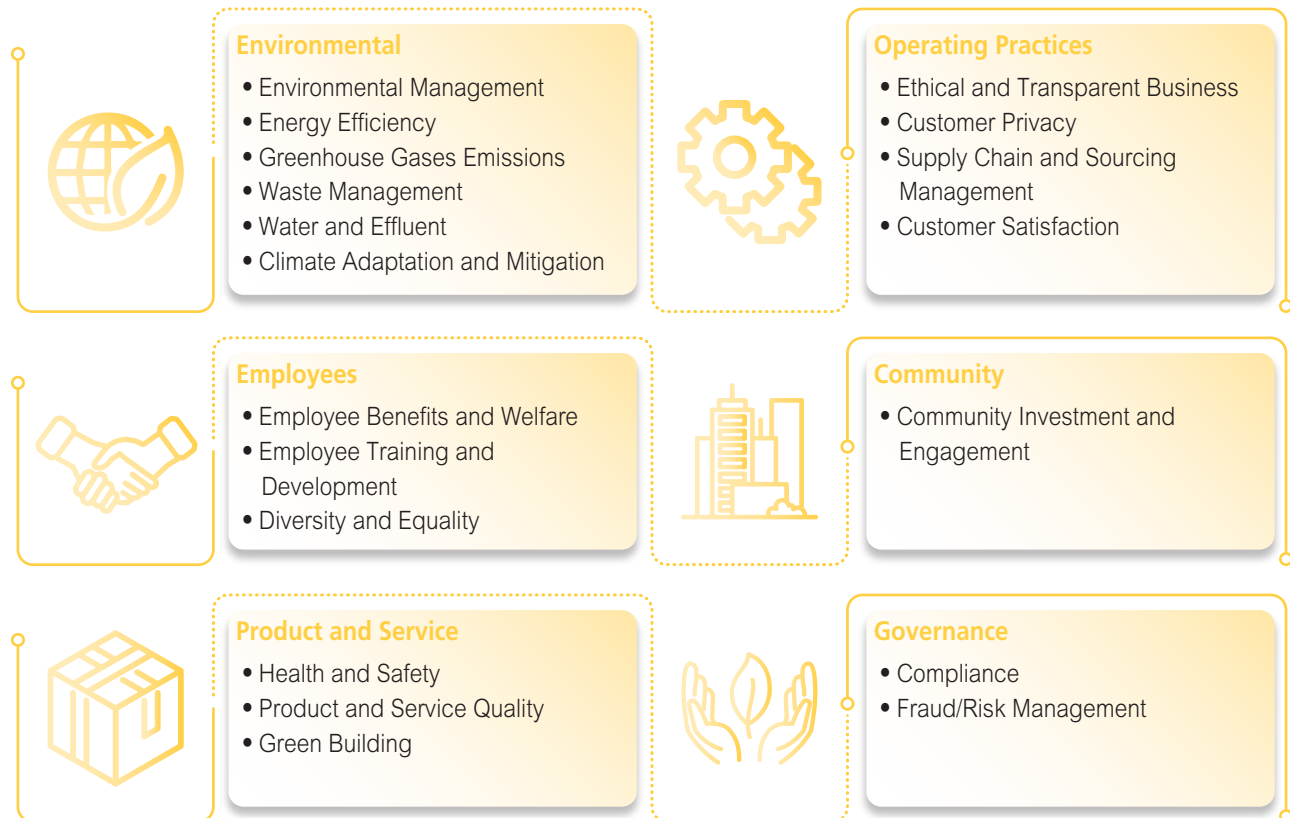 Environmental
• Environmental Management
• Energy Efficiency
• Greenhouse Gases Emissions
• Waste Management
• Water and Effluent
• Climate Adaptation and Mitigation
Operating Practices
• Ethical and Transparent Business
• Customer Privacy
• Supply Chain and Sourcing
Management
• Customer Satisfaction
Employees
• Employee Benefits and Welfare
• Employee Training and
Development
• Diversity and Equality
Community
• Community Investment and
Engagement
Product and Service
• Health and Safety
• Product and Service Quality
• Green Building
Governance
• Compliance
• Fraud/Risk Management